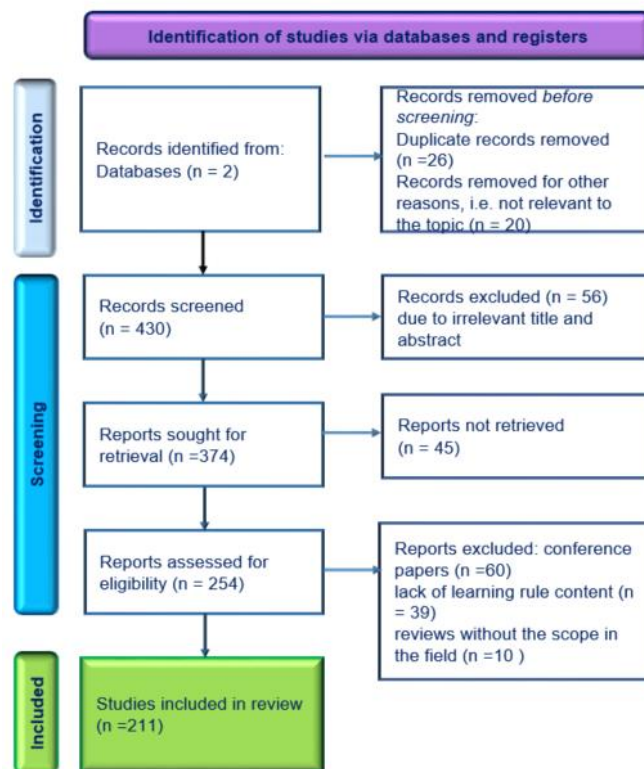 Identification of studies via databases and registers
Identification
Records identified from:
Databases (n = 2)
Records removed before
screening:
Duplicate records removed
(n =26)
Records removed for other
reasons, i.e. not relevant to
the topic (n = 20)
Screening
Records screened
(n = 430)
Records excluded (n = 56)
due to irrelevant title and
abstract
Reports sought for
retrieval (n =374)
Reports not retrieved
(n = 45)
Reports assessed for
eligibility (n = 254)
Reports excluded: conference
papers (n =60)
lack of learning rule content (n
= 39)
reviews without the scope in
the field (n =10 )
Included
Studies included in review
(n =211)